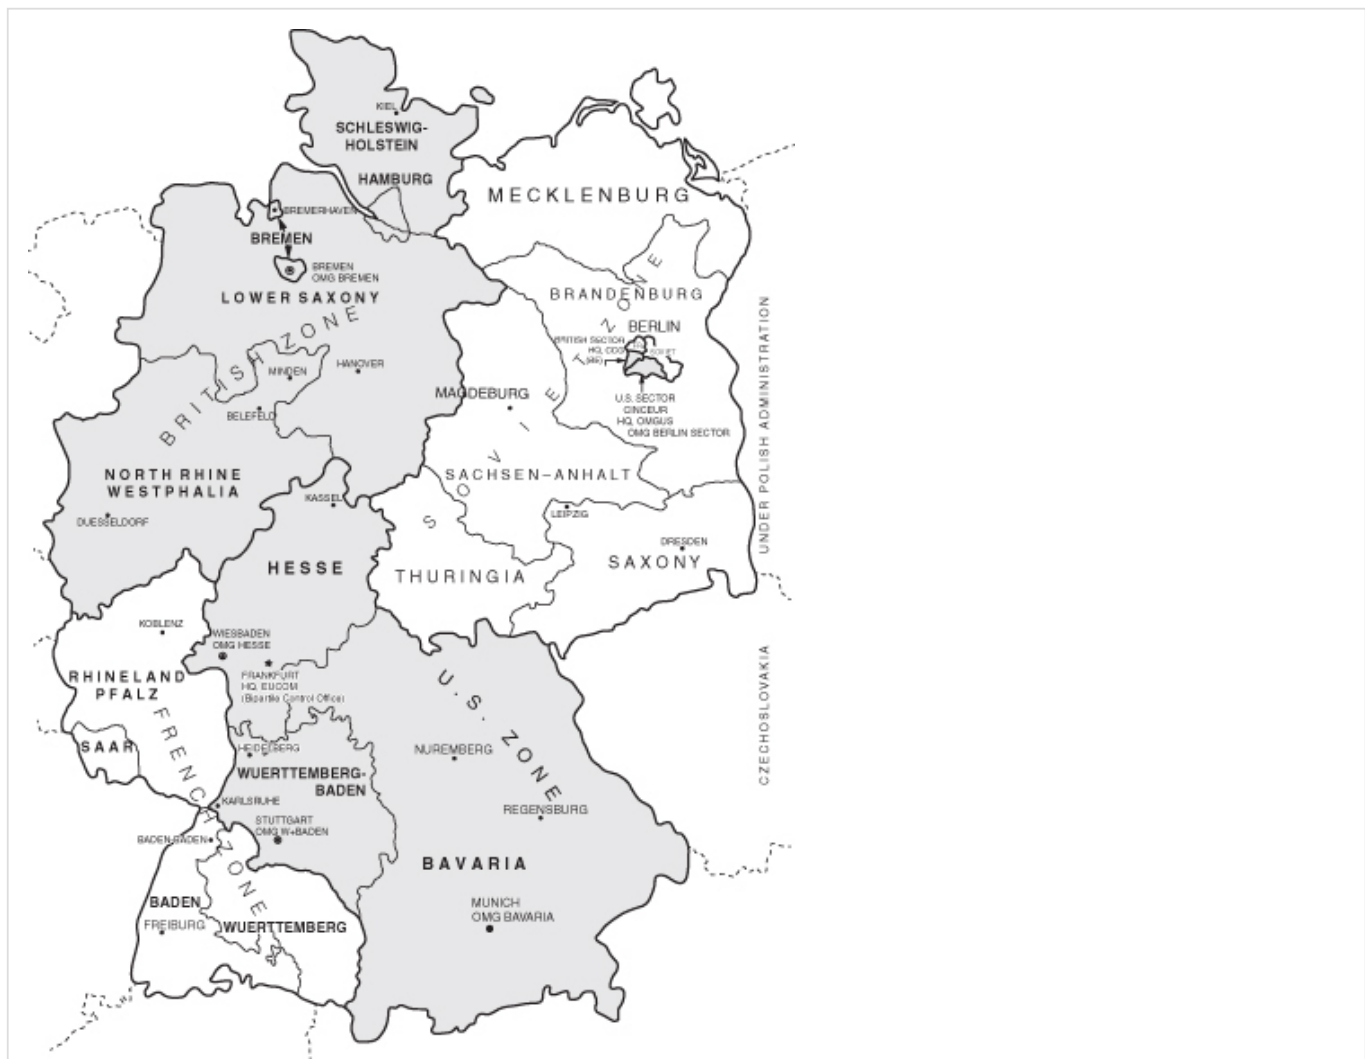 KIEL
SCHLESWIG-
HOLSTEIN
HAMBURG
MECKLENBURG
BREMERHAVEN
BREMEN
BREMEN
OMG BREMEN
LOWER SAXONY
BRITISH ZONE
MINDEN
HANOVER
BELEFELD
BRANDENBURG
BERLIN
BRITISH SECTOR
SOVIET
U.S. SECTOR
CINCEUR
HQ, OMGUS
OMG BERLIN SECTOR
SOVIET ZONE
MAGDEBURG
UNDER POLISH ADMINISTRATION
NORTH RHINE
WESTPHALIA
DUESSELDORF
KASSEL
SACHSEN-ANHALT
LEIPZIG
DRESDEN
SAXONY
HESSE
THURINGIA
KOBLENZ
WIESBADEN
OMG HESSE
FRANKFURT
HQ, EUCOM
(Bipartite Control Office)
RHINELAND
PFALZ
FRENCH ZONE
SAAR
U.S. ZONE
CZECHOSLOVAKIA
HEIDELBERG
WUERTTEMBERG-
BADEN
NUREMBERG
KARLSRUHE
STUTTGART
OMG W+BADEN
REGENSBURG
BADEN-BADEN
BAVARIA
BADEN
FREIBURG
WUERTTEMBERG
MUNICH
OMG BAVARIA